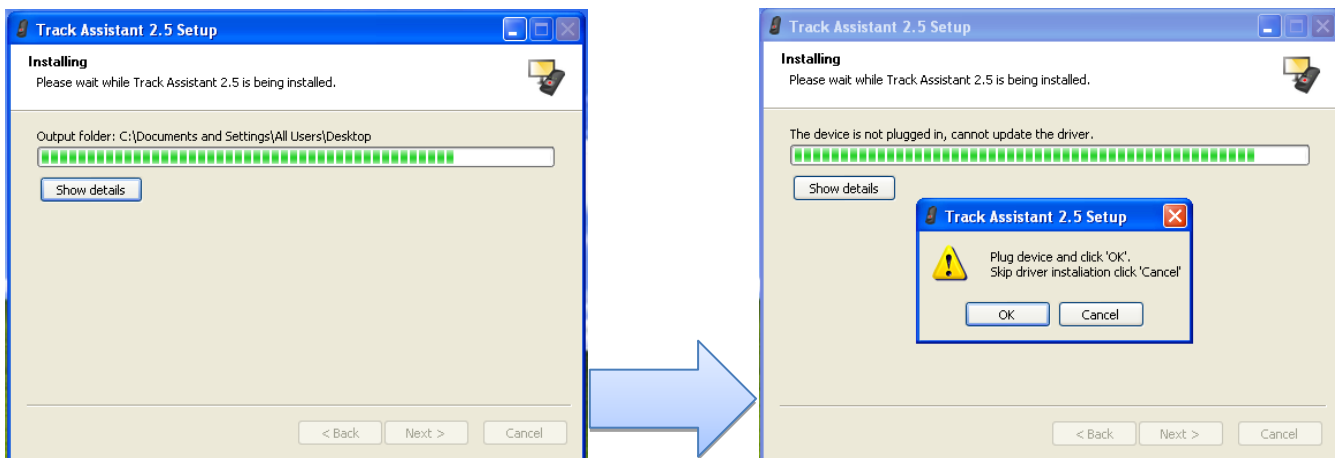 Track Assistant 2.5 Setup
Installing
Please wait while Track Assistant 2.5 is being installed.
Output folder: C:\Documents and Settings\All Users\Desktop
Show details
< Back
Next >
Cancel
Track Assistant 2.5 Setup
Installing
Please wait while Track Assistant 2.5 is being installed.
The device is not plugged in, cannot update the driver.
Show details
Track Assistant 2.5 Setup
Plug device and click 'OK'.
Skip driver installation click 'Cancel'
OK
Cancel
< Back
Next >
Cancel